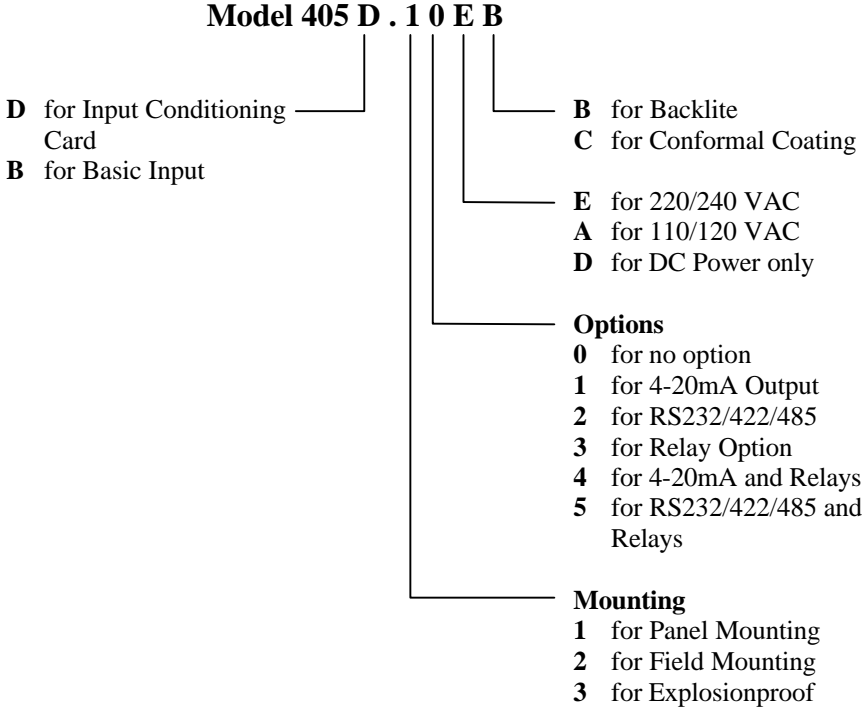 Model 405 D . 1 0 E B
D for Input Conditioning
Card
B for Basic Input
B for Backlite
C for Conformal Coating
E for 220/240 VAC
A for 110/120 VAC
D for DC Power only
Options
0 for no option
1 for 4-20mA Output
2 for RS232/422/485
3 for Relay Option
4 for 4-20mA and Relays
5 for RS232/422/485 and
Relays
Mounting
1 for Panel Mounting
2 for Field Mounting
3 for Explosionproof